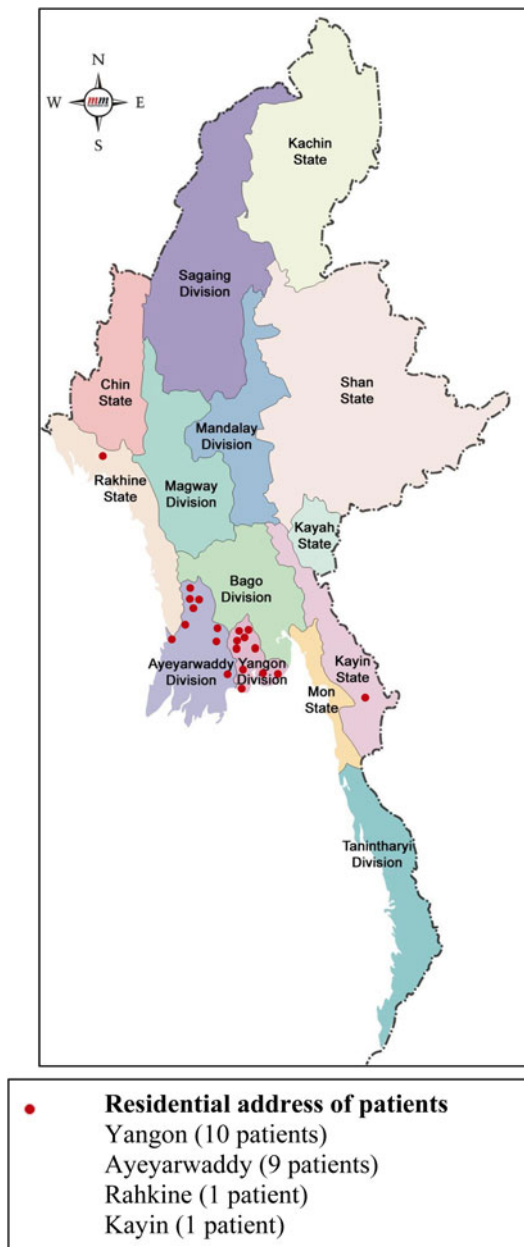 N
W
mm
E
S
Kachin
State
Sagaing
Division
Chin
State
Shan
State
Mandalay
Division
Rakhine
State
Magway
Division
Kayah
State
Bago
Division
Ayeyarwaddy
Division
Yangon
Division
Kayin
State
Mon
State
Tanintharyi
Division
Residential address of patients
Yangon (10 patients)
Ayeyarwaddy (9 patients)
Rahkine (1 patient)
Kayin (1 patient)